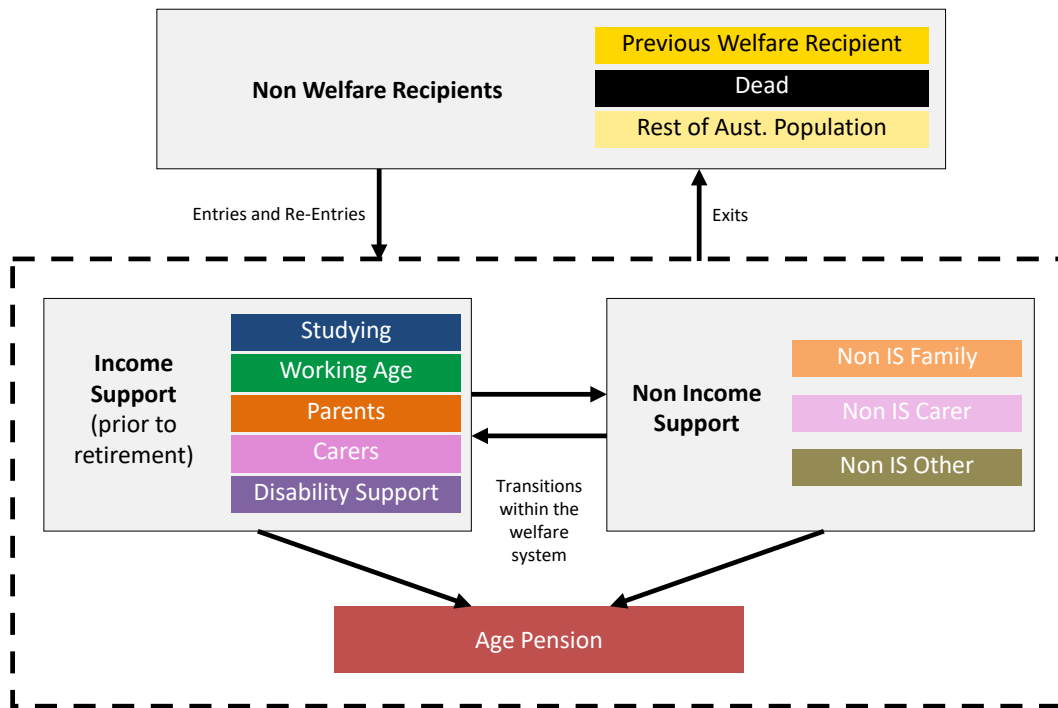 Non Welfare Recipients
Previous Welfare Recipient
Dead
Rest of Aust. Population
Entries and Re-Entries
Exits
Income
Support
(prior to
retirement)
Studying
Working Age
Parents
Carers
Disability Support
Transitions
within the
welfare
system
Non Income
Support
Non IS Family
Non IS Carer
Non IS Other
Age Pension